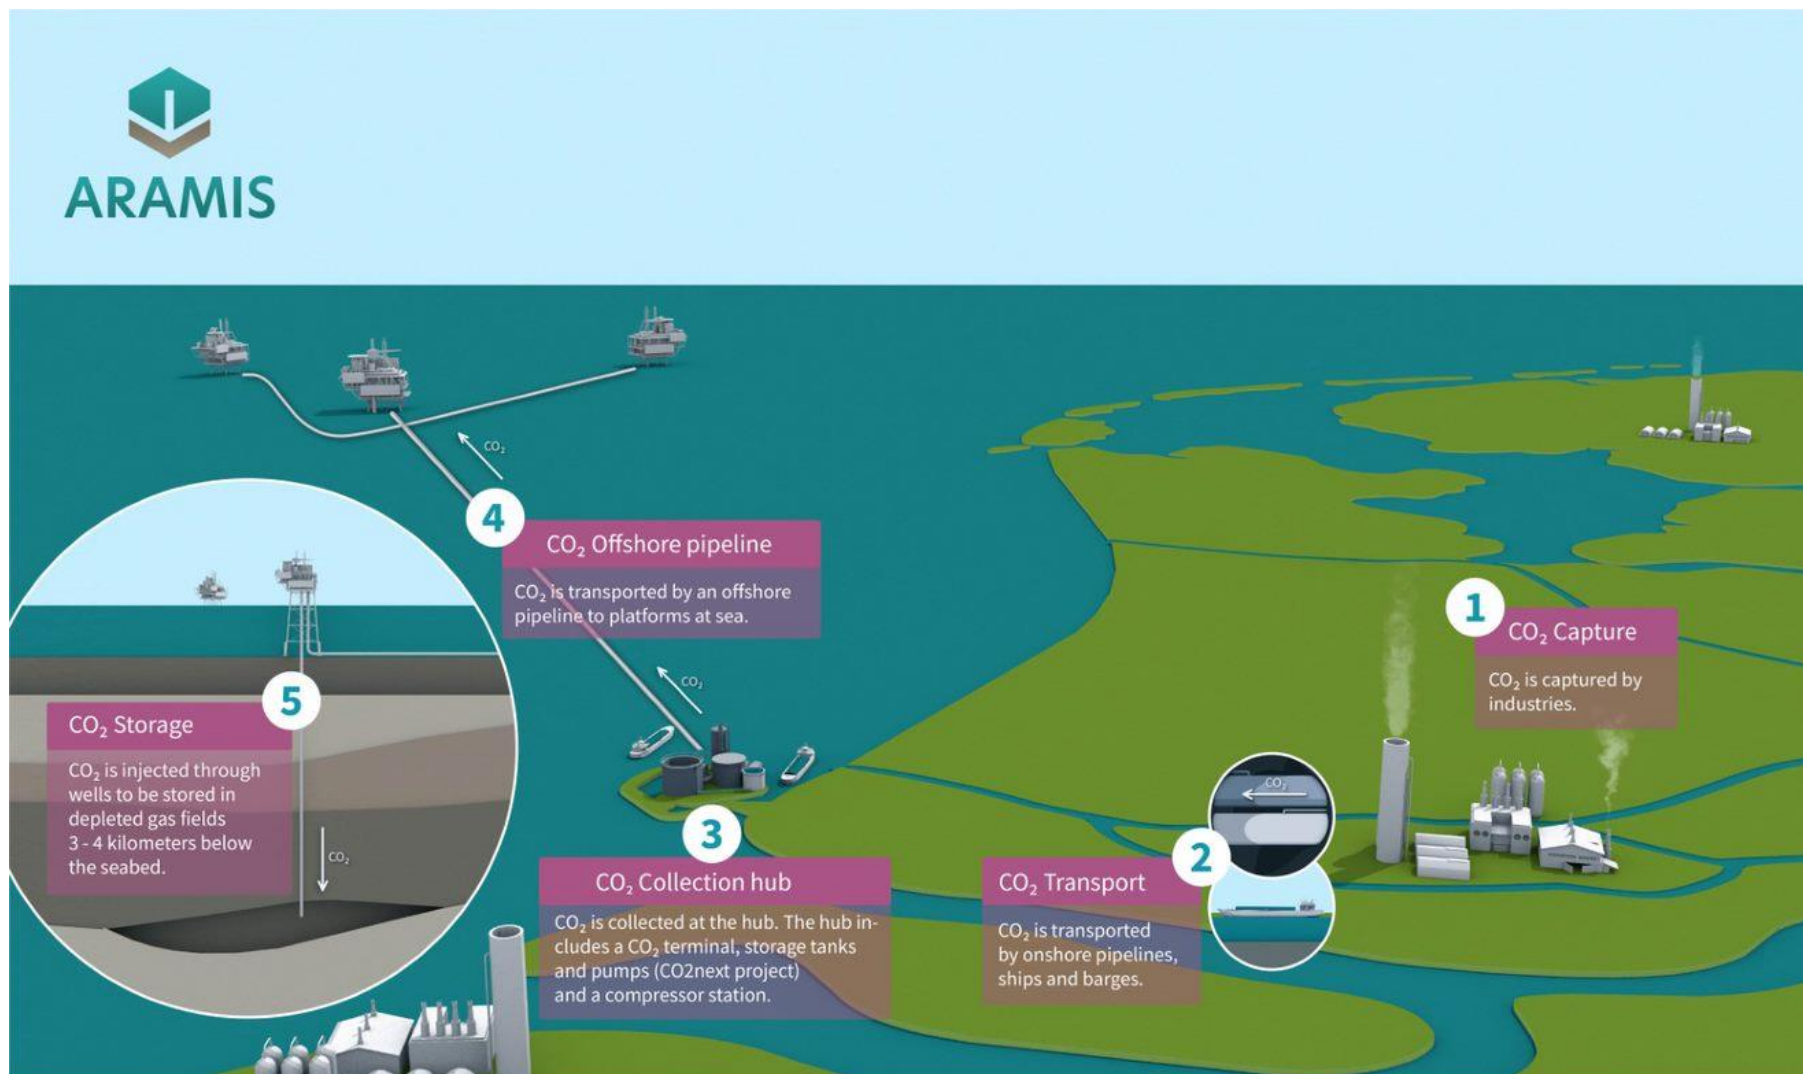 ARAMIS
CO₂
4
CO₂ Offshore pipeline
CO₂ is transported by an offshore
pipeline to platforms at sea.
1
CO₂ Capture
CO₂ is captured by
industries.
CO₂
5
CO₂ Storage
CO₂ is injected through
wells to be stored in
depleted gas fields
3 - 4 kilometers below
the seabed.
CO₂
3
CO₂ Collection hub
CO₂ is collected at the hub. The hub in-
cludes a CO₂ terminal, storage tanks
and pumps (CO2next project)
and a compressor station.
CO₂
2
CO₂ Transport
CO₂ is transported
by onshore pipelines,
ships and barges.